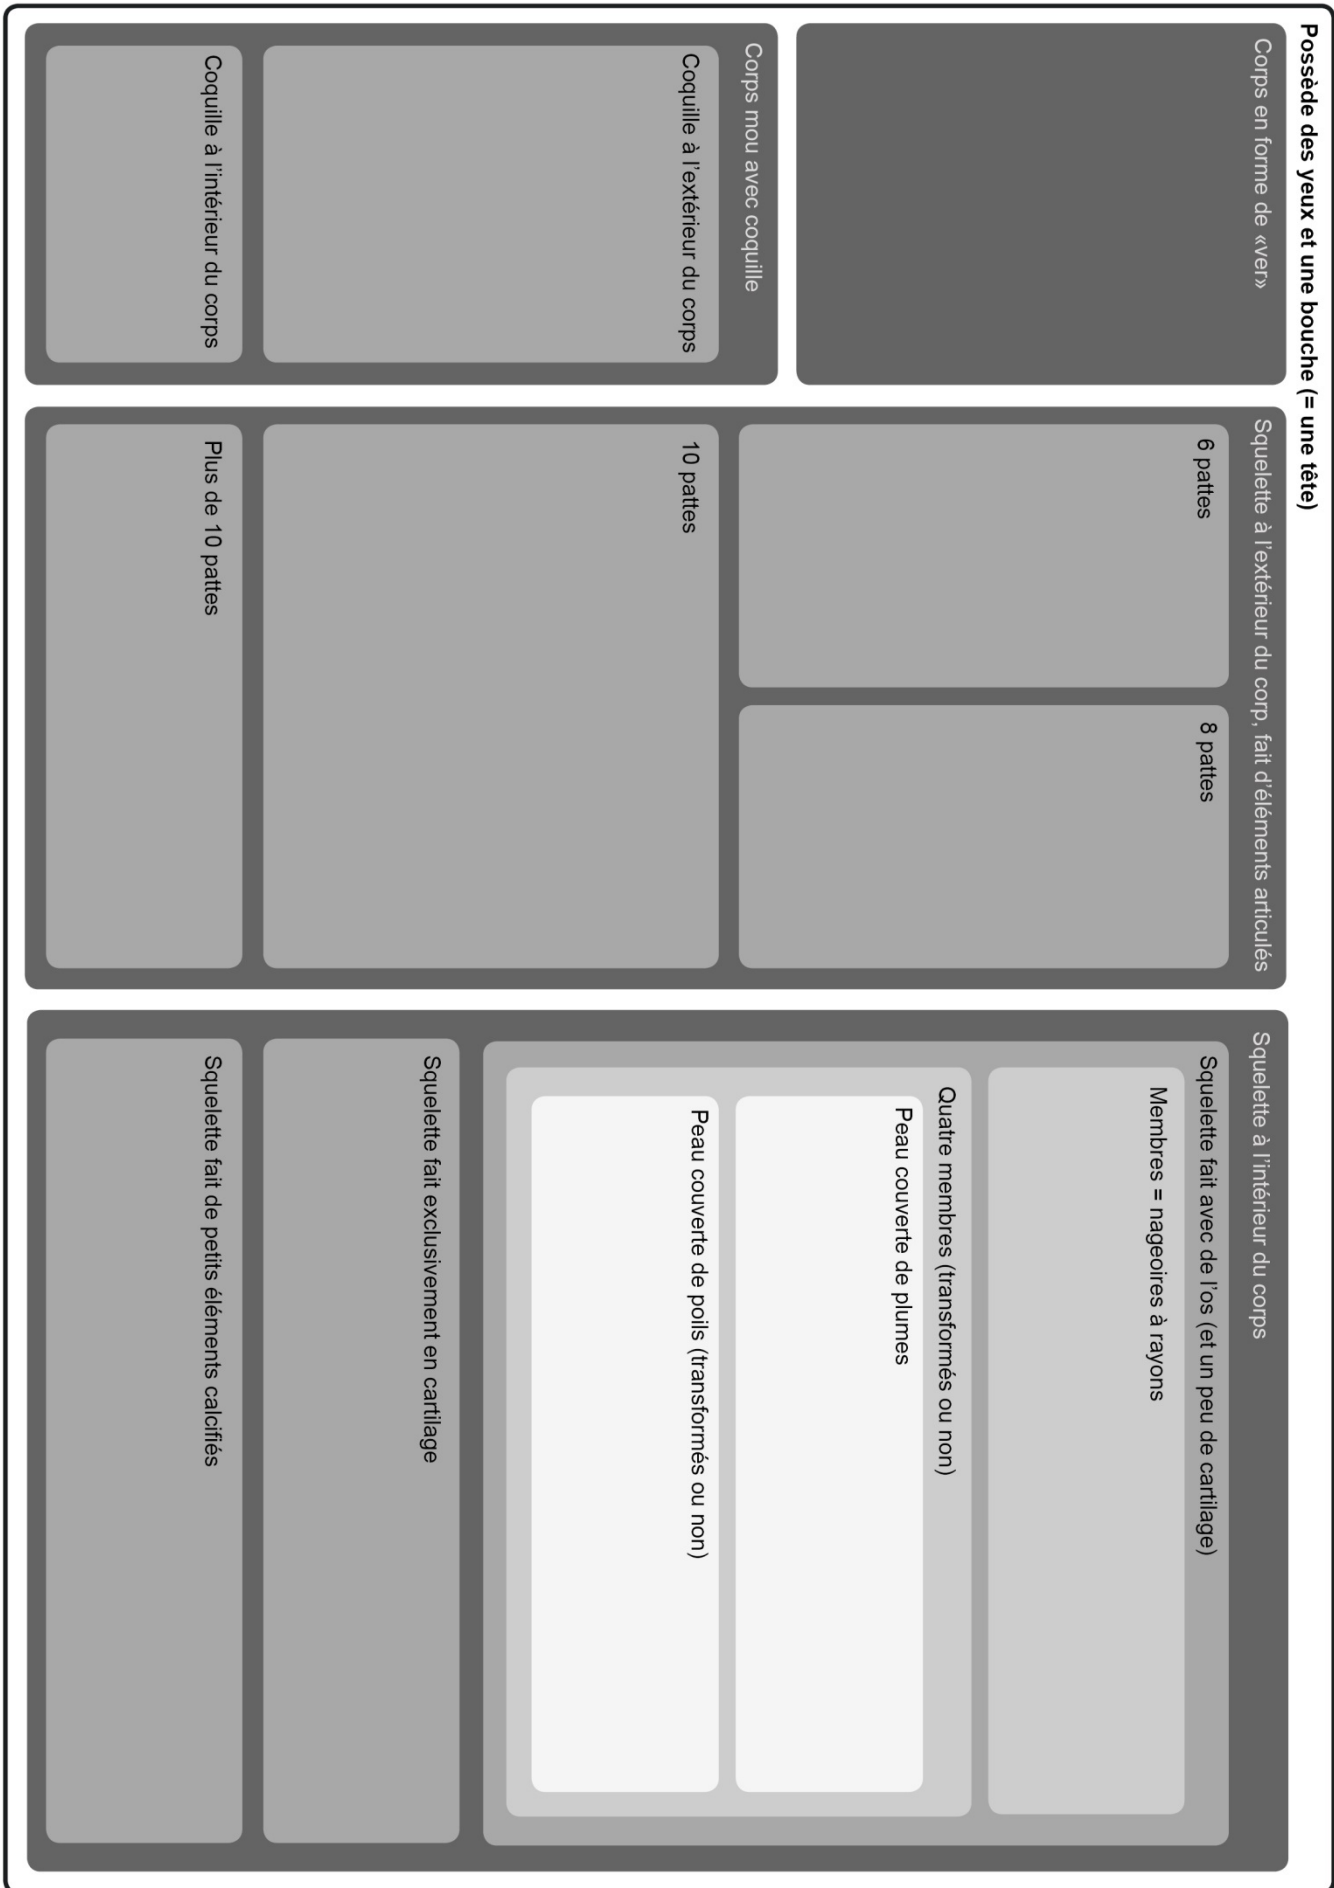 Possède des yeux et une bouche (= une tête)
Corps en forme de «ver»
Corps mou avec coquille
Coquille à l'extérieur du corps
Coquille à l'intérieur du corps
Squelette à l'extérieur du corp, fait d'éléments articulés
6 pattes
8 pattes
10 pattes
Plus de 10 pattes
Squelette à l'intérieur du corps
Squelette fait avec de l'os (et un peu de cartilage)
Membres = nageoires à rayons
Quatre membres (transformés ou non)
Peau couverte de plumes
Peau couverte de poils (transformés ou non)
Squelette fait exclusivement en cartilage
Squelette fait de petits éléments calcifiés